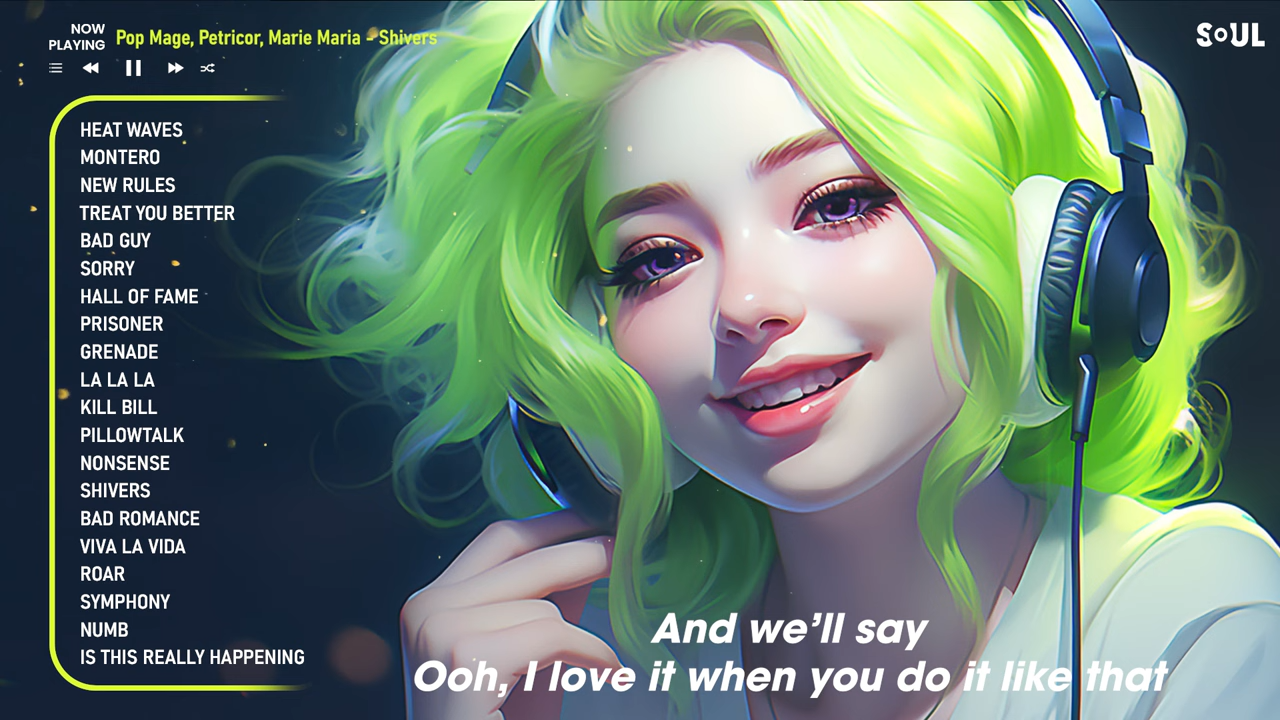 NOW
PLAYING
Pop Mage, Petricor, Marie Maria - Shivers
SOUL
HEAT WAVES
MONTERO
NEW RULES
TREAT YOU BETTER
BAD GUY
SORRY
HALL OF FAME
PRISONER
GRENADE
LA LA LA
KILL BILL
PILLOWTALK
NONSENSE
SHIVERS
BAD ROMANCE
VIVA LA VIDA
ROAR
SYMPHONY
NUMB
IS THIS REALLY HAPPENING
And we’ll say
Ooh, I love it when you do it like that